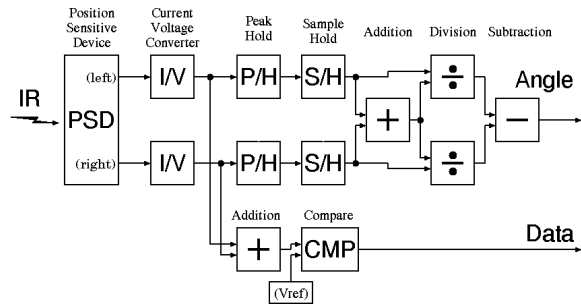 Position
Sensitive
Device
Current
Voltage
Converter
Peak
Hold
Sample
Hold
Addition
Division
Subtraction
IR
PSD
(left)
(right)
I/V
P/H
S/H
÷
Angle
+
−
I/V
P/H
S/H
÷
Addition
Compare
+
CMP
Data
(Vref)